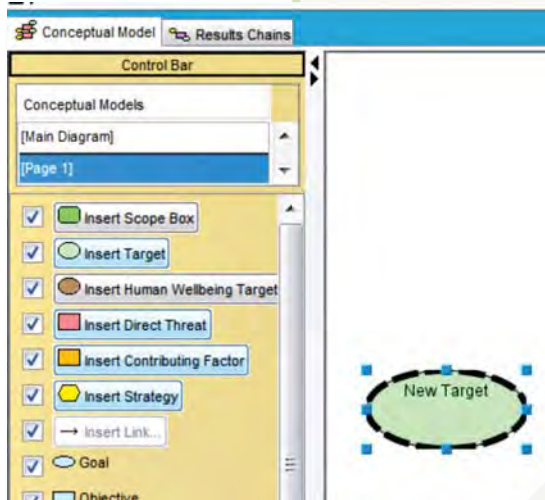 Conceptual Model
Results Chains
Control Bar
Conceptual Models
[Main Diagram]
[Page 1]
Insert Scope Box
Insert Target
Insert Human Wellbeing Target
Insert Direct Threat
Insert Contributing Factor
Insert Strategy
Insert Link...
Goal
Objective
New Target